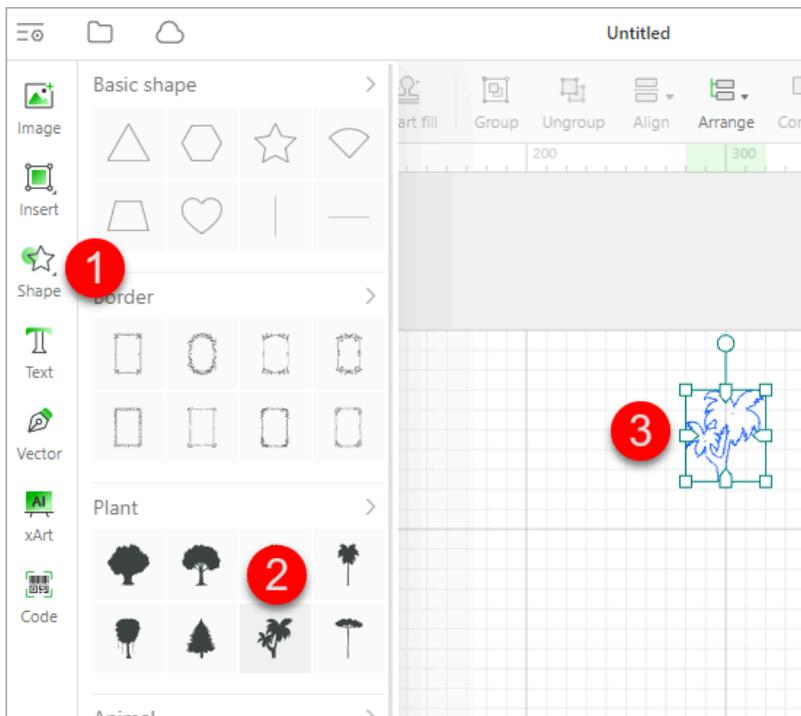 Untitled
Image
Insert
Shape
Text
Vector
AI
xArt
Code
Basic shape
1
Border
Plant
2
Animal
art fill
Group
Ungroup
Align
Arrange
200
300
3